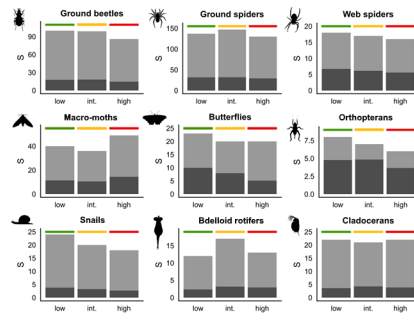 Ground beetles
Ground spiders
Web spiders
S
90
60
30
0
low int. high
150
100
50
0
low int. high
20
15
10
5
0
low int. high
Macro-moths
Butterflies
Orthopterans
S
40
20
0
low int. high
20
15
10
5
0
low int. high
7.5
5.0
2.5
0.0
low int. high
Snails
Bdelloid rotifers
Cladocerans
S
25
20
15
10
5
0
low int. high
15
10
5
0
low int. high
25
20
15
10
5
0
low int. high